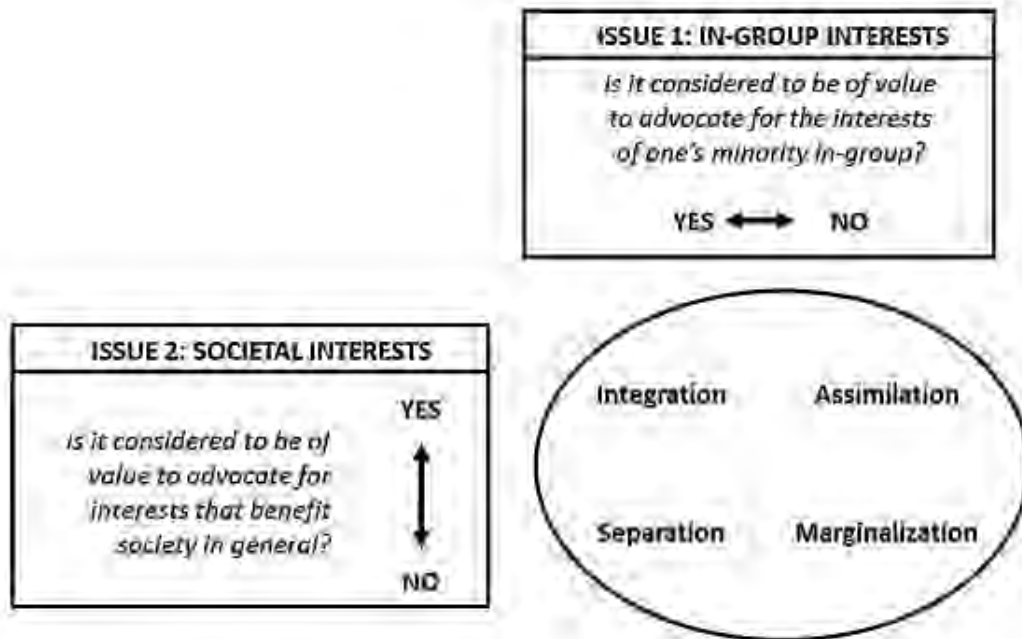 ISSUE 1: IN-GROUP INTERESTS
Is it considered to be of value
to advocate for the interests
of one's minority in-group?
YES NO
ISSUE 2: SOCIETAL INTERESTS
YES
Is it considered to be of
value to advocate for
interests that benefit
society in general?
NO
Integration Assimilation
Separation Marginalization